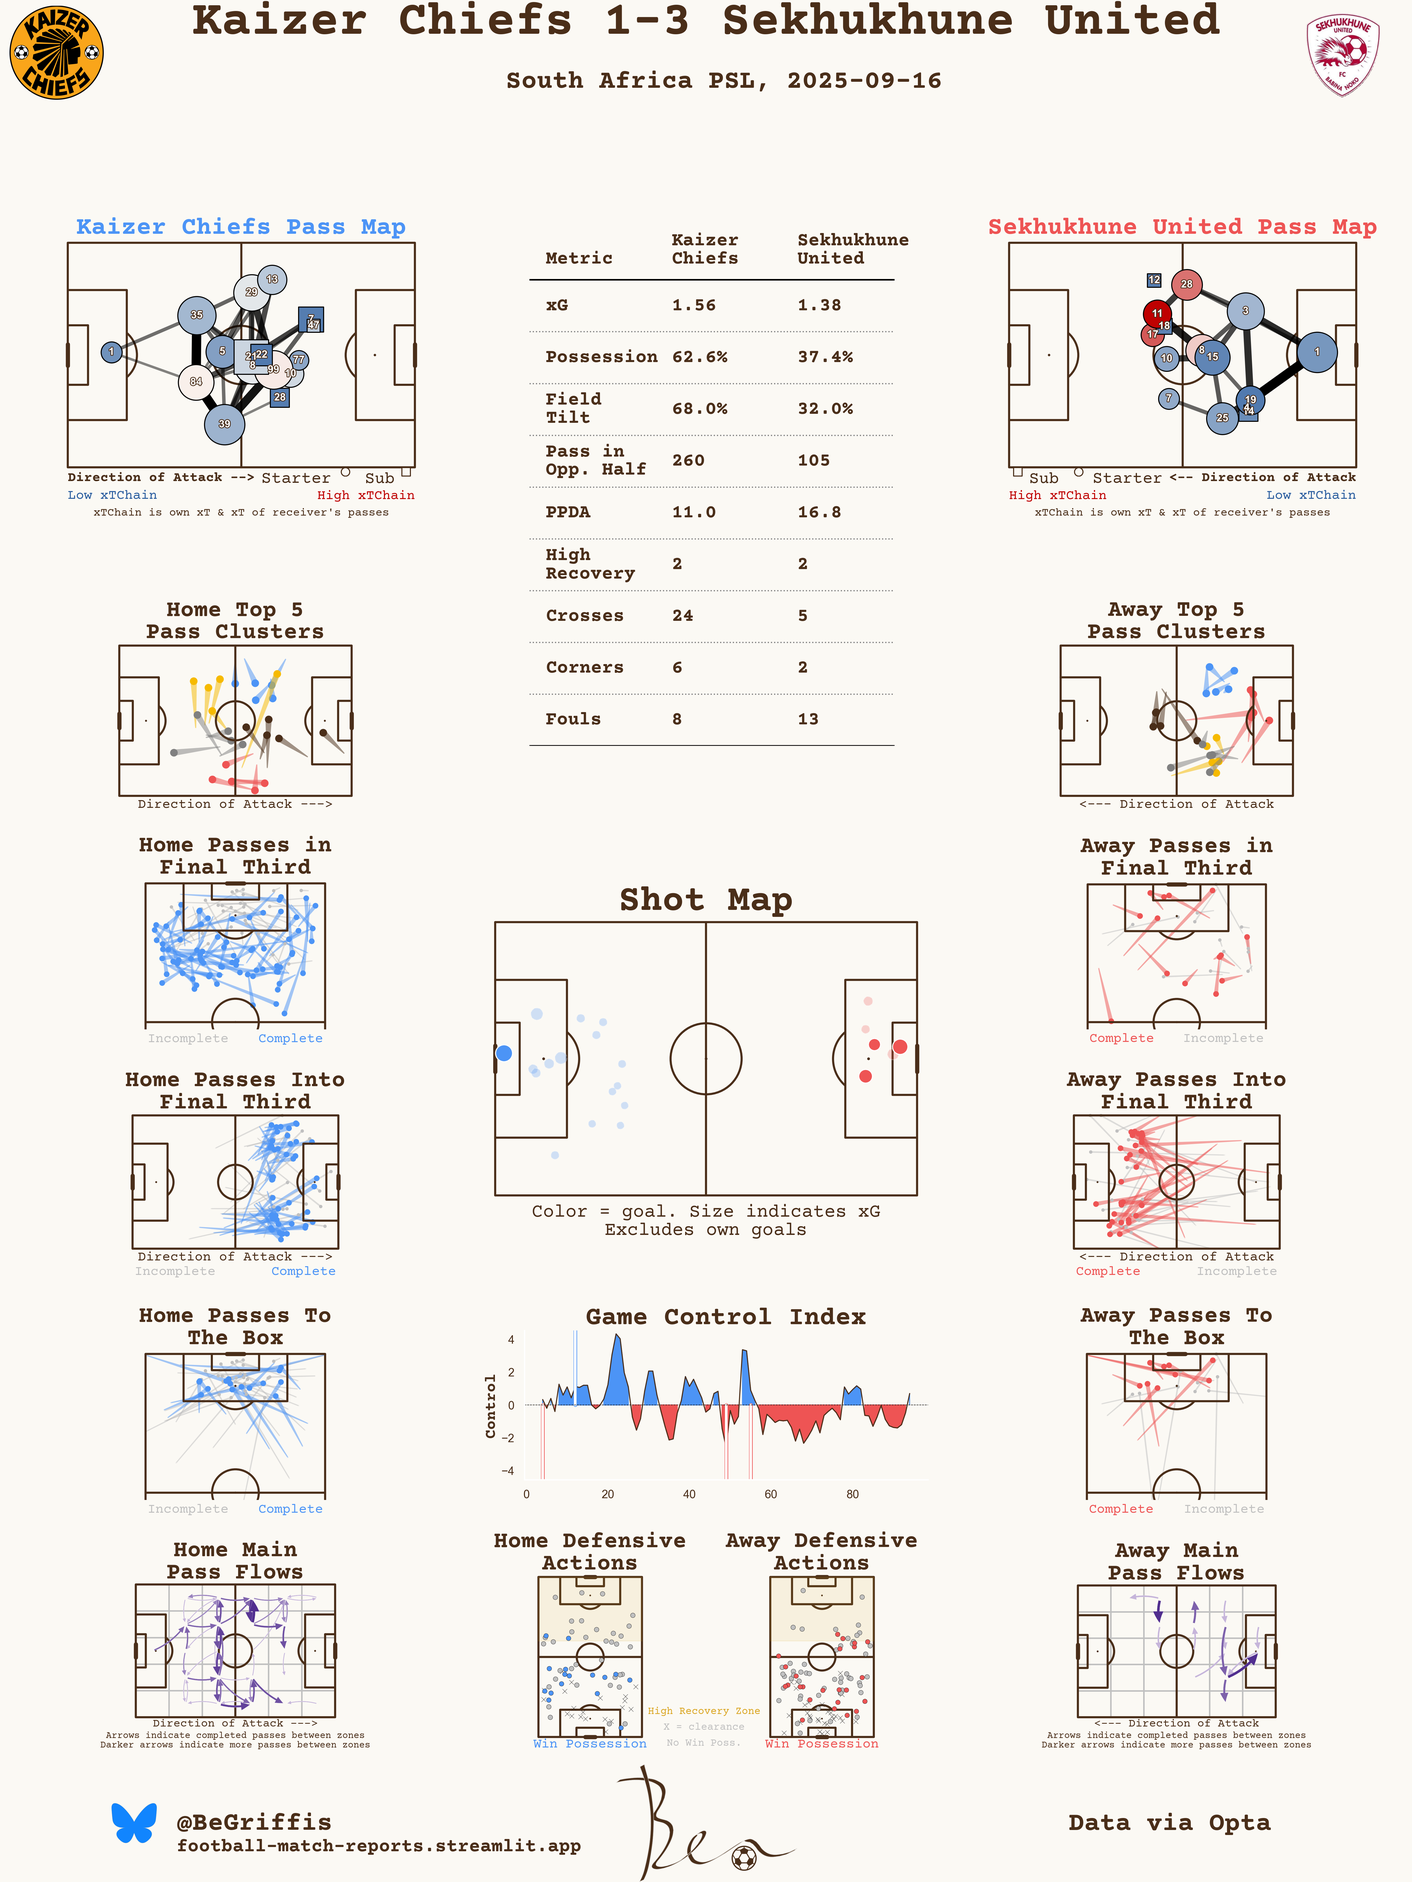 Kaizer Chiefs 1-3 Sekhukhune United
South Africa PSL, 2025-09-16
KAIZER
CHIEFS
SEKHUKHUNE
UNITED
FC
BABINA NOKO
Kaizer Chiefs Pass Map
1
35
84
39
5
29
13
21
8
22
99
10
77
28
7
47
Direction of Attack --> Starter Sub
Low xTChain High xTChain
xTChain is own xT & xT of receiver's passes
Metric Kaizer Chiefs Sekhukhune United
xG 1.56 1.38
Possession 62.6% 37.4%
Field Tilt 68.0% 32.0%
Pass in Opp. Half 260 105
PPDA 11.0 16.8
High Recovery 2 2
Crosses 24 5
Corners 6 2
Fouls 8 13
Sekhukhune United Pass Map
12
28
11
18
17
3
8
15
10
1
7
19
14
25
Sub Starter <-- Direction of Attack
High xTChain Low xTChain
xTChain is own xT & xT of receiver's passes
Home Top 5
Pass Clusters
Direction of Attack --->
Away Top 5
Pass Clusters
<--- Direction of Attack
Home Passes in
Final Third
Incomplete Complete
Away Passes in
Final Third
Complete Incomplete
Shot Map
Color = goal. Size indicates xG
Excludes own goals
Home Passes Into
Final Third
Direction of Attack --->
Incomplete Complete
Away Passes Into
Final Third
<--- Direction of Attack
Complete Incomplete
Home Passes To
The Box
Incomplete Complete
Game Control Index
Control
4
2
0
−2
−4
0 20 40 60 80
Away Passes To
The Box
Complete Incomplete
Home Main
Pass Flows
Direction of Attack --->
Arrows indicate completed passes between zones
Darker arrows indicate more passes between zones
Home Defensive
Actions
Win Possession
High Recovery Zone
X = clearance
No Win Poss.
Away Defensive
Actions
Win Possession
Away Main
Pass Flows
<--- Direction of Attack
Arrows indicate completed passes between zones
Darker arrows indicate more passes between zones
@BeGriffis
football-match-reports.streamlit.app
Ben
Data via Opta